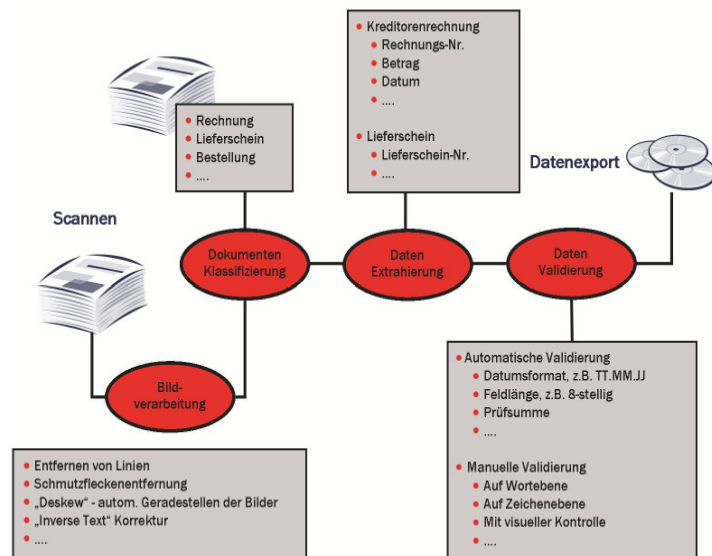 Scannen
Bild-
verarbeitung
• Entfernen von Linien
• Schmutzfleckenentfernung
• „Deskew“ - autom. Geradestellen der Bilder
• „Inverse Text“ Korrektur
• ....
• Rechnung
• Lieferschein
• Bestellung
• ....
Dokumenten
Klassifizierung
• Kreditorenrechnung
• Rechnungs-Nr.
• Betrag
• Datum
• ....
• Lieferschein
• Lieferschein-Nr.
• ....
Daten
Extrahierung
Daten
Validierung
• Automatische Validierung
• Datumsformat, z.B. TT.MM.JJ
• Feldlänge, z.B. 8-stellig
• Prüfsumme
• ....
• Manuelle Validierung
• Auf Wortebene
• Auf Zeichenebene
• Mit visueller Kontrolle
• ....
Datenexport